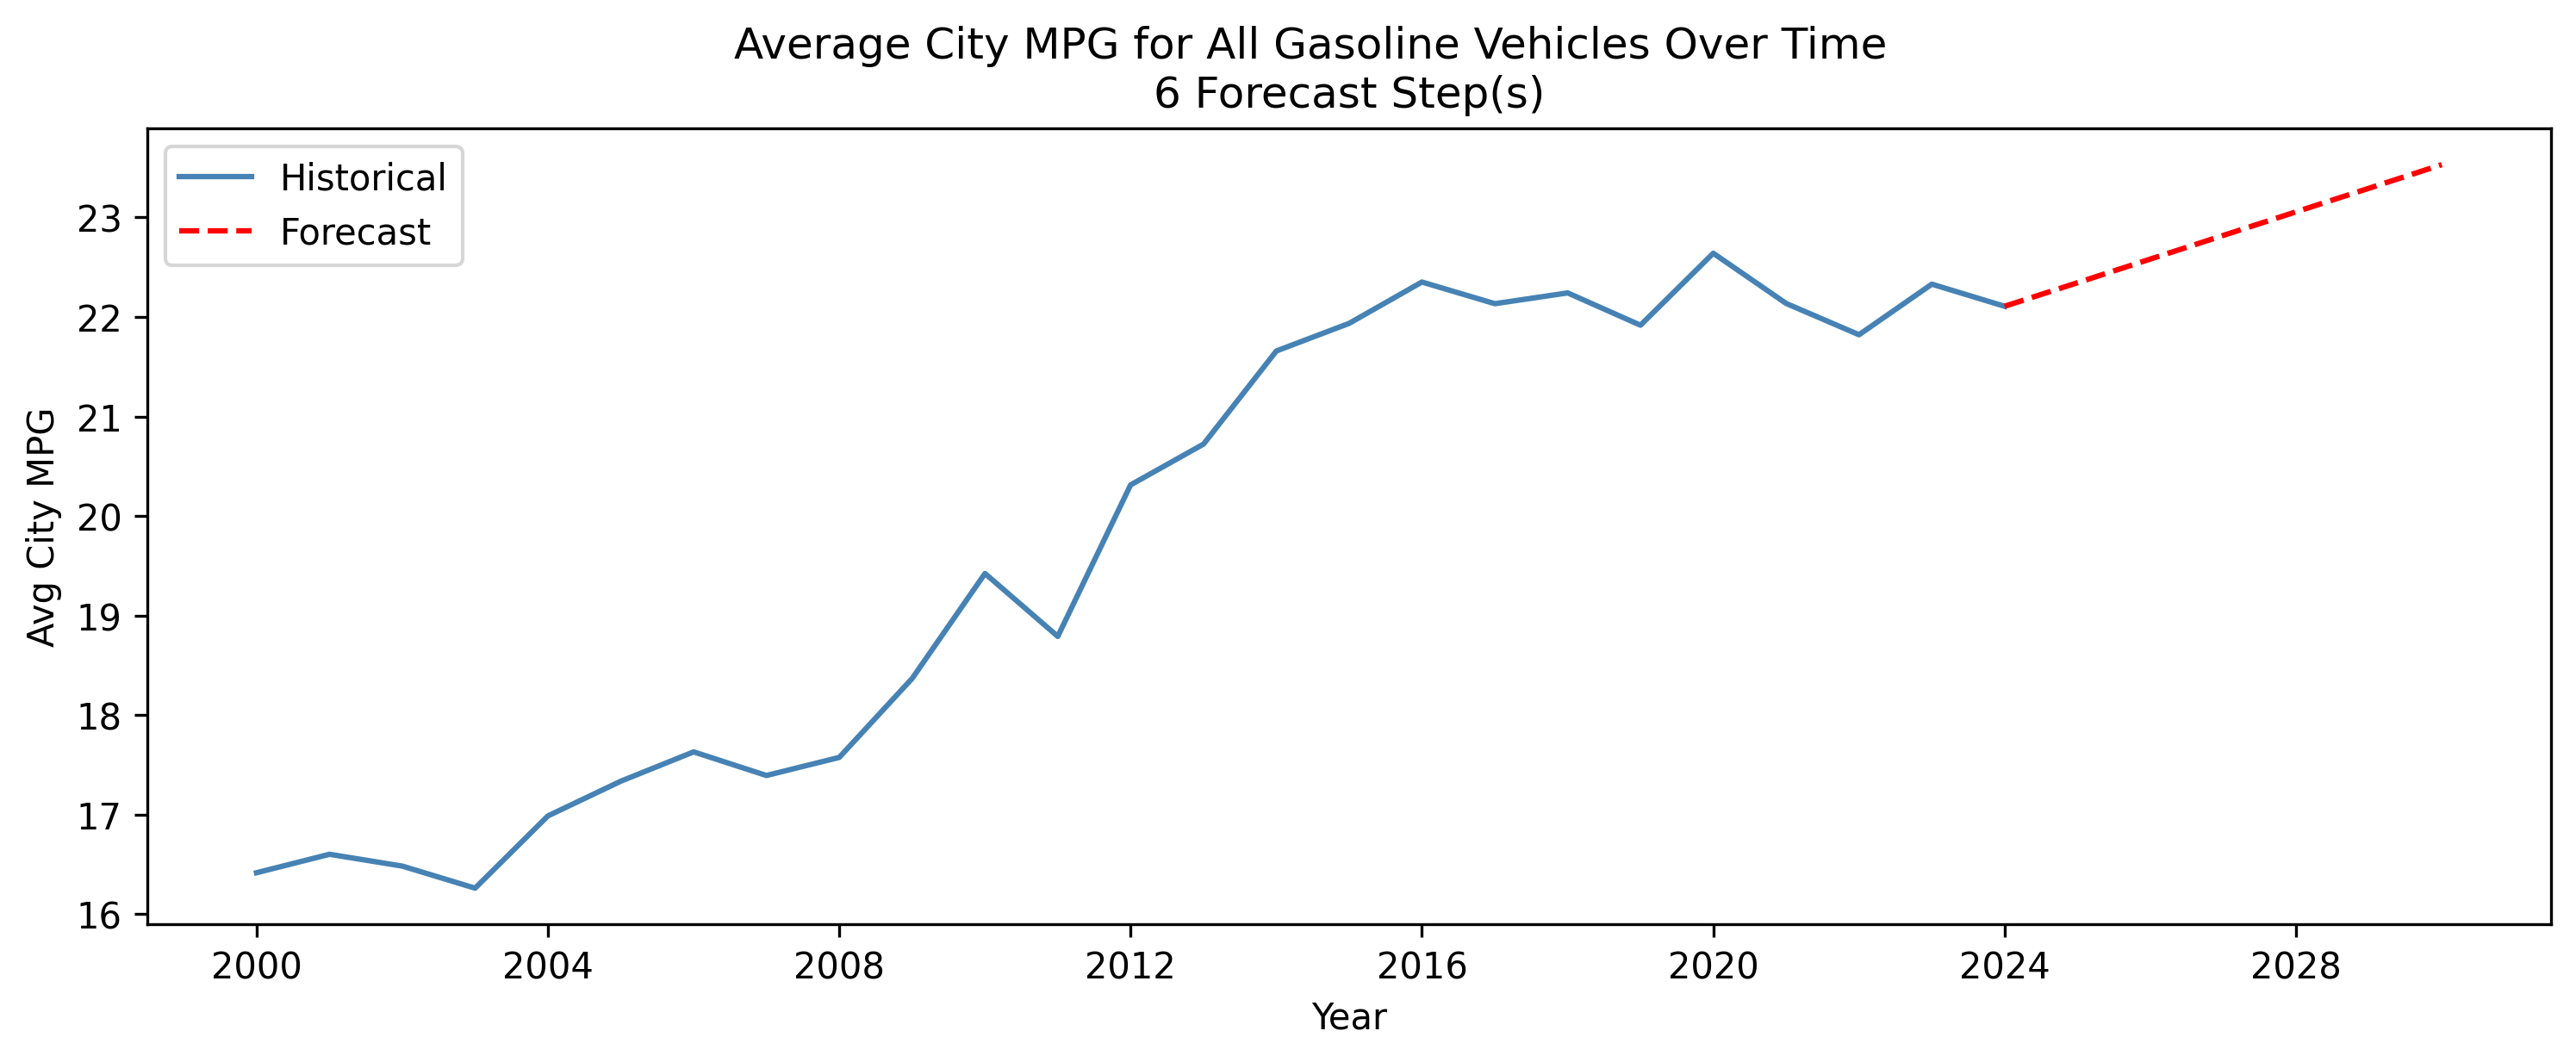 Average City MPG for All Gasoline Vehicles Over Time
6 Forecast Step(s)
Historical
Forecast
Avg City MPG
23
22
21
20
19
18
17
16
2000 2004 2008 2012 2016 2020 2024 2028
Year